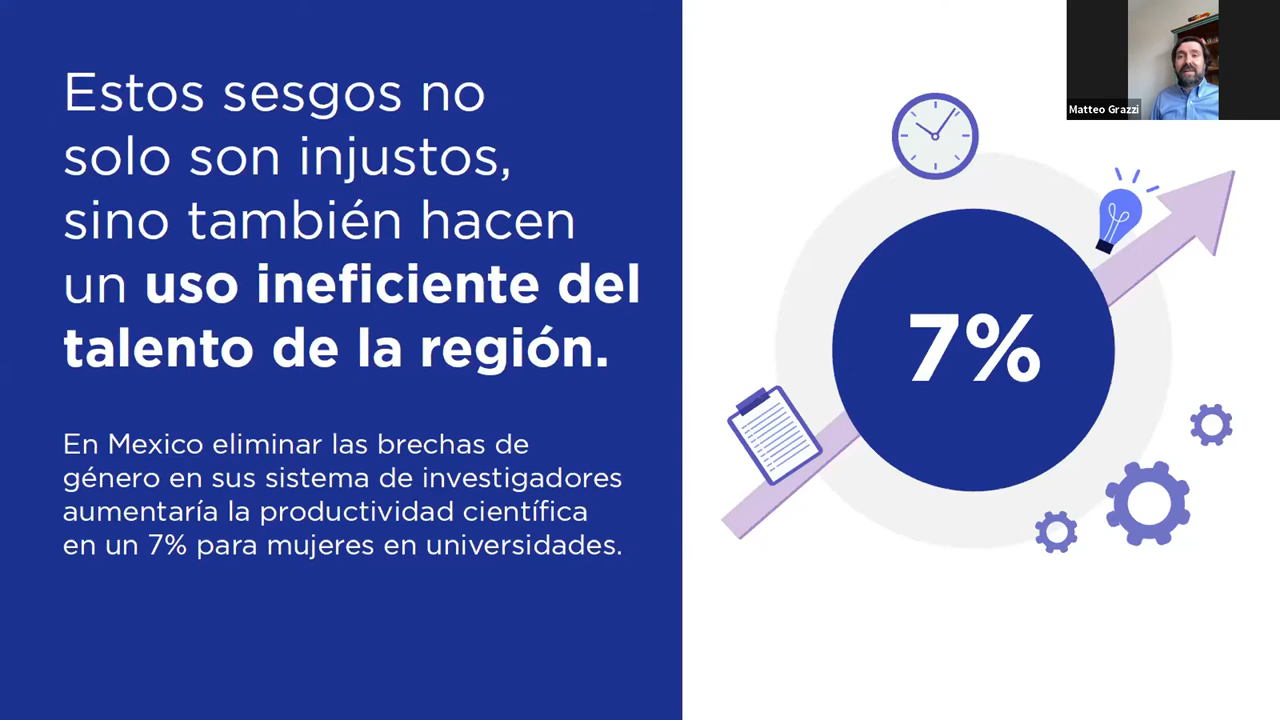 Estos sesgos no
solo son injustos,
sino también hacen
un uso ineficiente del
talento de la región.
En Mexico eliminar las brechas de
género en sus sistema de investigadores
aumentaría la productividad científica
en un 7% para mujeres en universidades.
7%
Matteo Grazzi